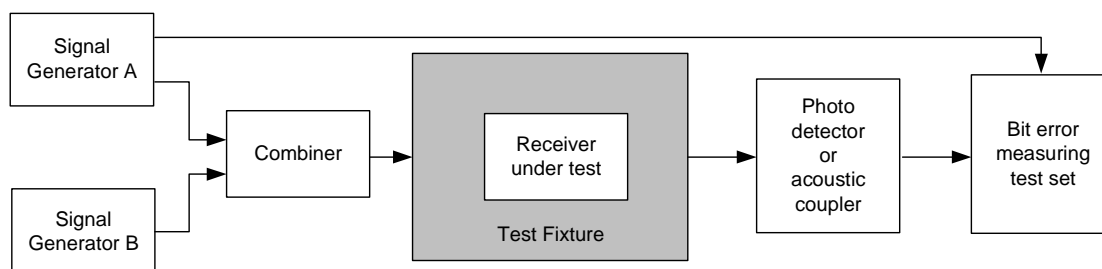 Signal
Generator A
Signal
Generator B
Combiner
Receiver
under test
Test Fixture
Photo
detector
or
acoustic
coupler
Bit error
measuring
test set